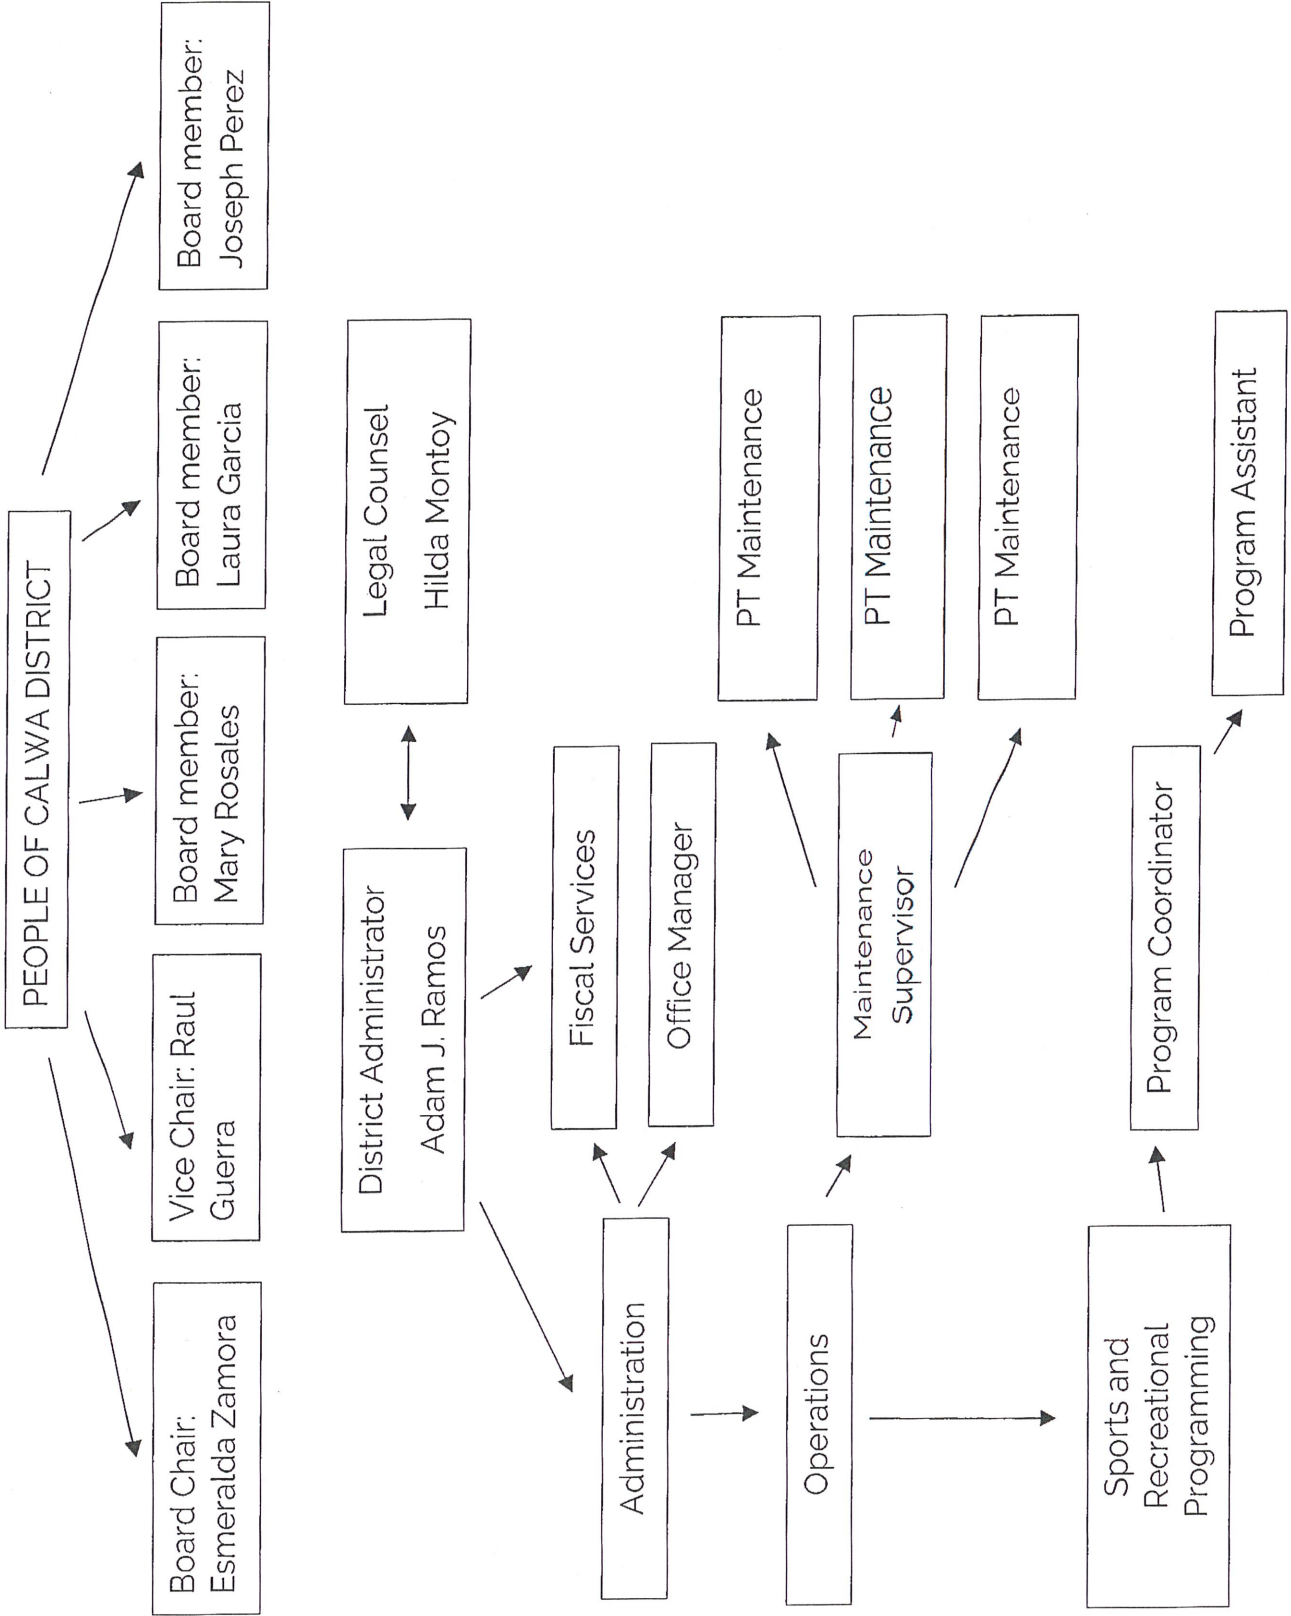 PEOPLE OF CALWA DISTRICT
Board Chair:
Esmeralda Zamora
Vice Chair: Raul
Guerra
Board member:
Mary Rosales
Board member:
Laura Garcia
Board member:
Joseph Perez
District Administrator
Adam J. Ramos
Legal Counsel
Hilda Montoy
Fiscal Services
Office Manager
Administration
Operations
Maintenance
Supervisor
PT Maintenance
PT Maintenance
PT Maintenance
Sports and
Recreational
Programming
Program Coordinator
Program Assistant